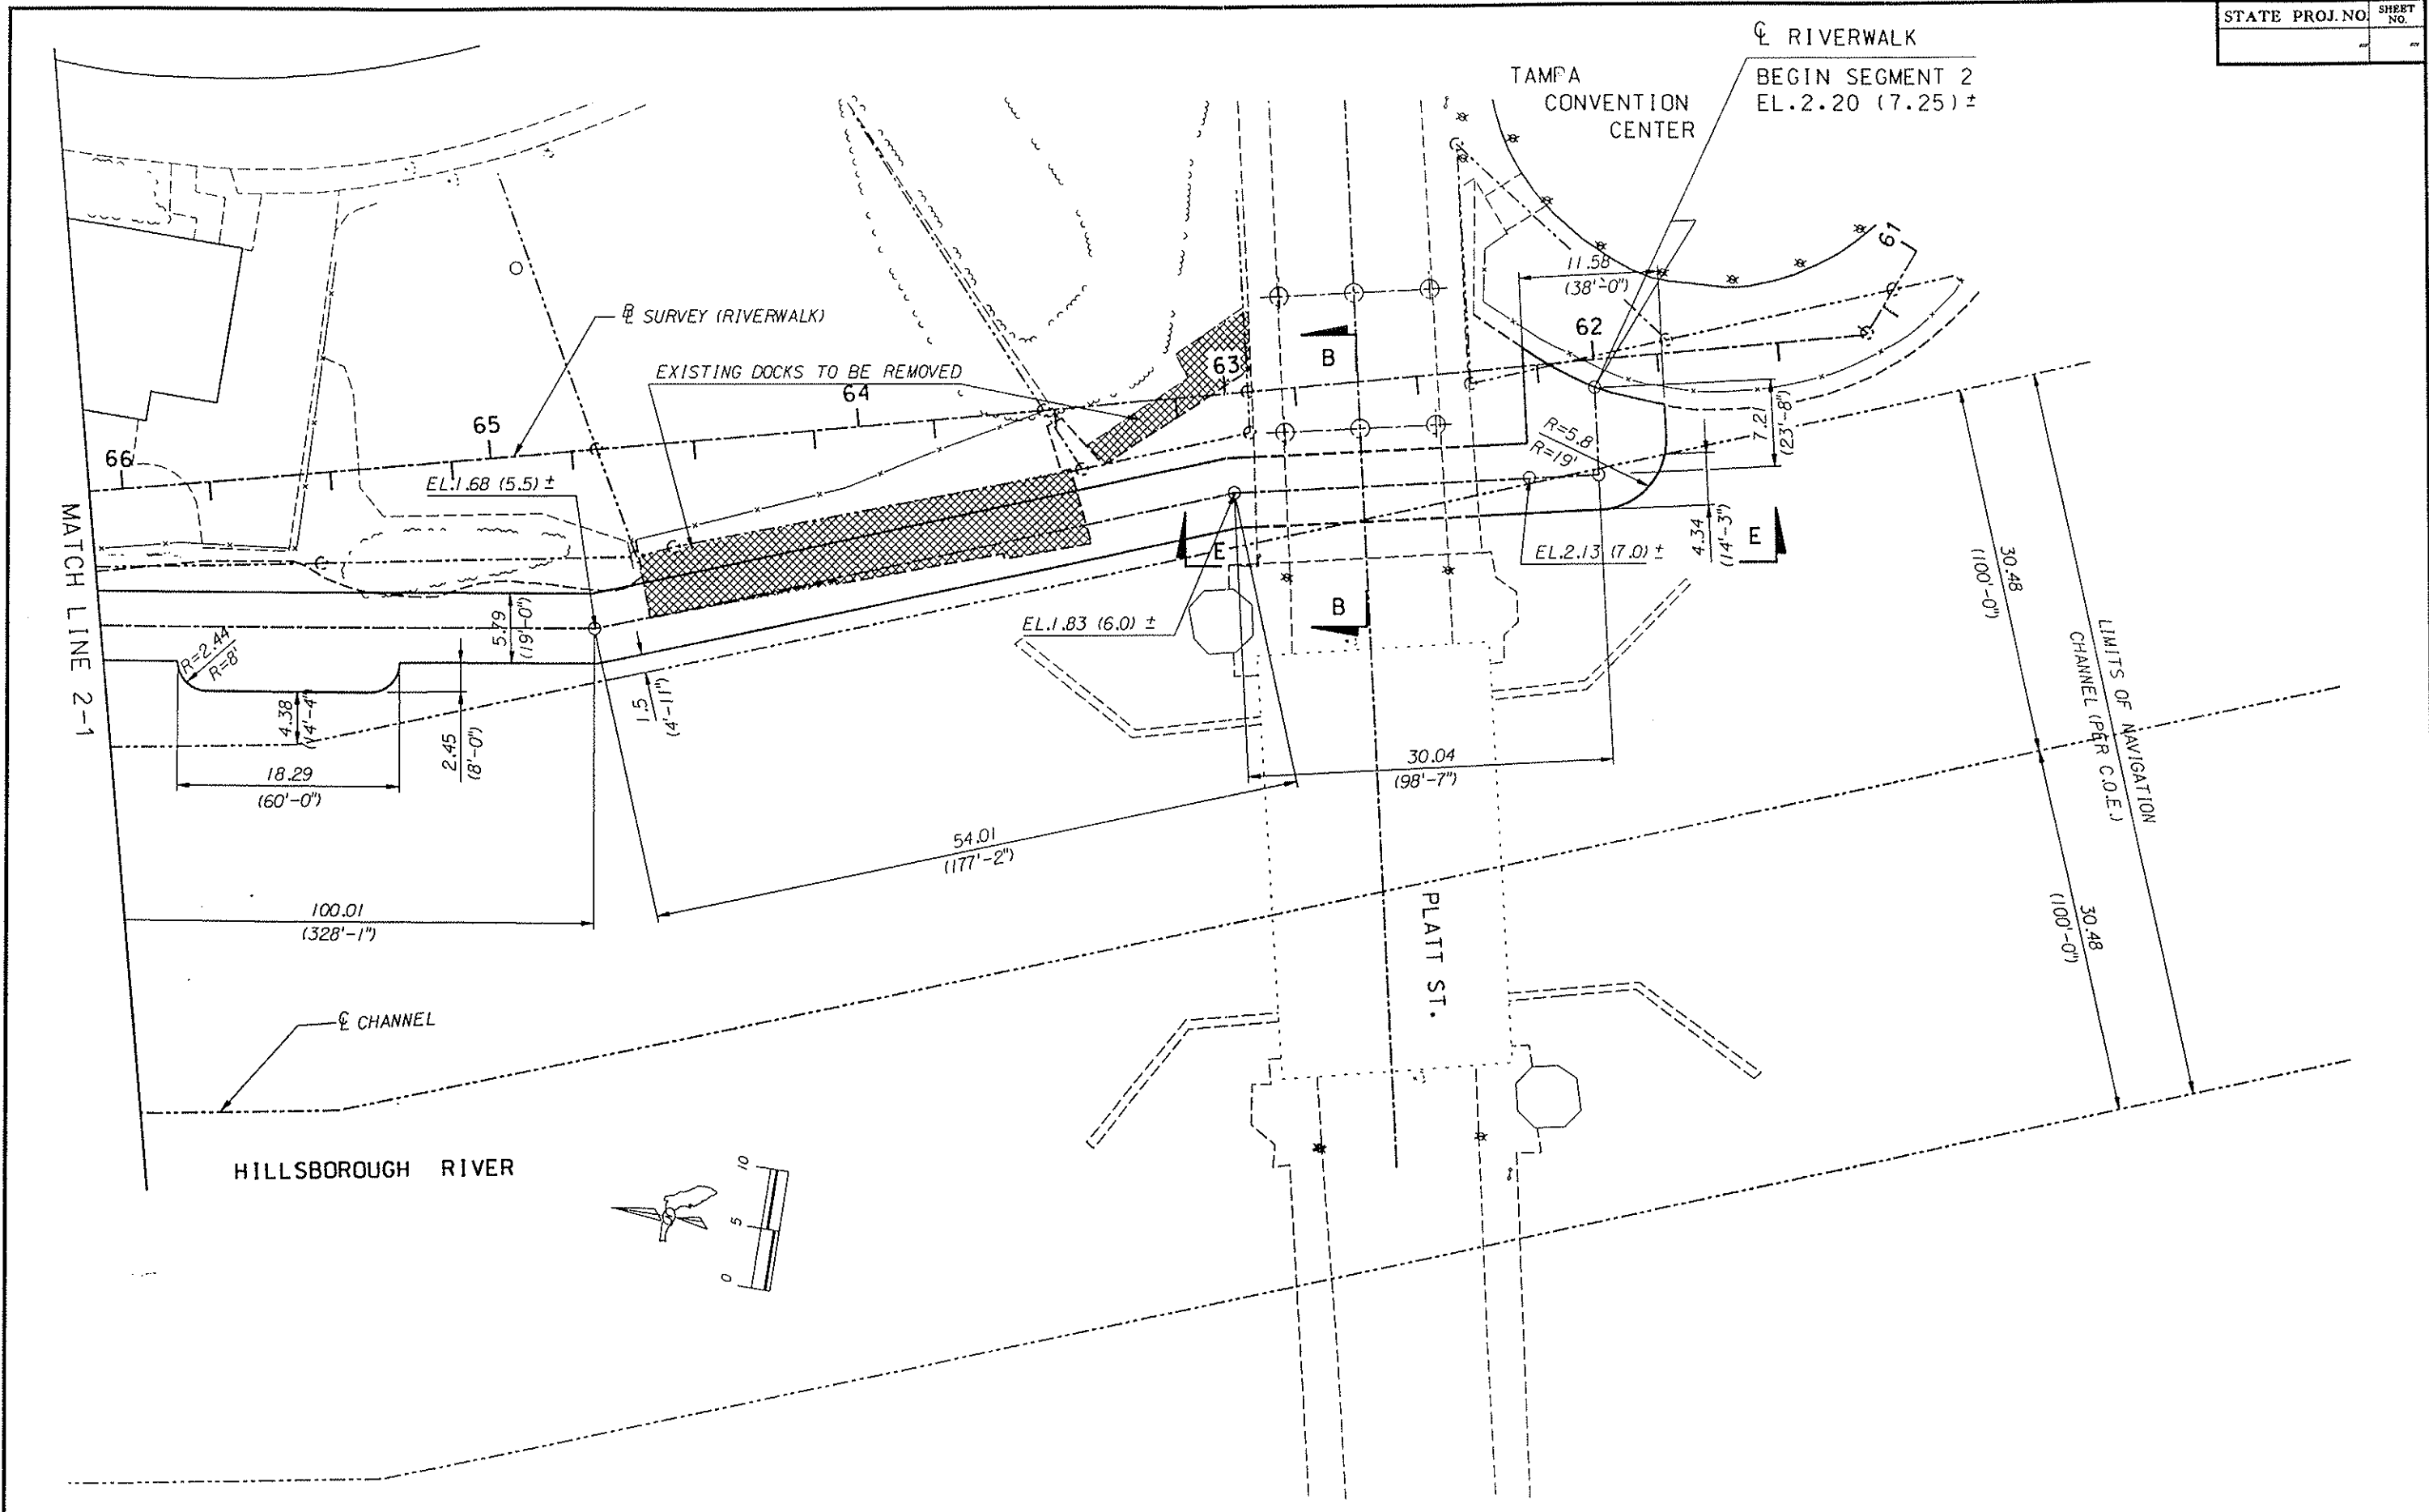 STATE PROJ. NO.
SHEET NO.
℄ RIVERWALK
BEGIN SEGMENT 2
EL.2.20 (7.25) ±
TAMPA
CONVENTION
CENTER
61
11.58
(38'-0")
62
℞ SURVEY (RIVERWALK)
EXISTING DOCKS TO BE REMOVED
B
63
64
65
66
7.21
(23'-8")
R=5.8
R=19'
EL.1.68 (5.5) ±
MATCH LINE 2-1
E
EL.2.13 (7.0) ±
4.34
(14'-3")
E
30.48
(100'-0")
LIMITS OF NAVIGATION
CHANNEL (PER C.O.E.)
5.79
(19'-0")
EL.1.83 (6.0) ±
B
R=2.44
R=8'
4.38
(14'-4")
2.45
(8'-0")
1.5
(4'-11")
18.29
(60'-0")
30.04
(98'-7")
54.01
(177'-2")
PLATT ST.
100.01
(328'-1")
30.48
(100'-0")
℄ CHANNEL
HILLSBOROUGH RIVER
10
5
0